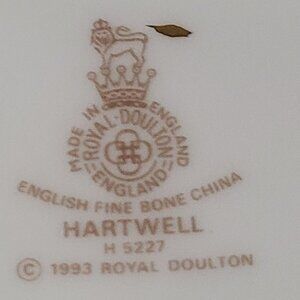 MADE IN ENGLAND
ROYAL·DOULTON
ENGLAND
ENGLISH FINE BONE CHINA
HARTWELL
H 5227
© 1993 ROYAL DOULTON